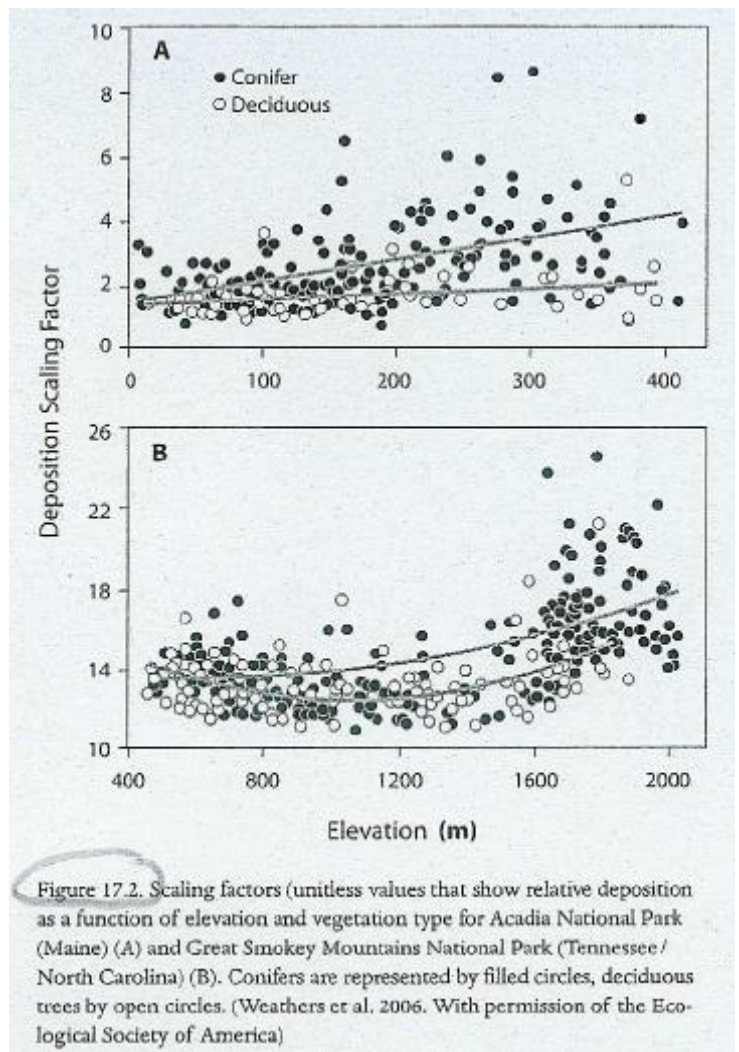 10
A
Conifer
Deciduous
8
6
4
2
0
0 100 200 300 400
Deposition Scaling Factor
26
B
22
18
14
10
400 800 1200 1600 2000
Elevation (m)
Figure 17.2. Scaling factors (unitless values that show relative deposition
as a function of elevation and vegetation type for Acadia National Park
(Maine) (A) and Great Smokey Mountains National Park (Tennessee/
North Carolina) (B). Conifers are represented by filled circles, deciduous
trees by open circles. (Weathers et al. 2006. With permission of the Eco-
logical Society of America)